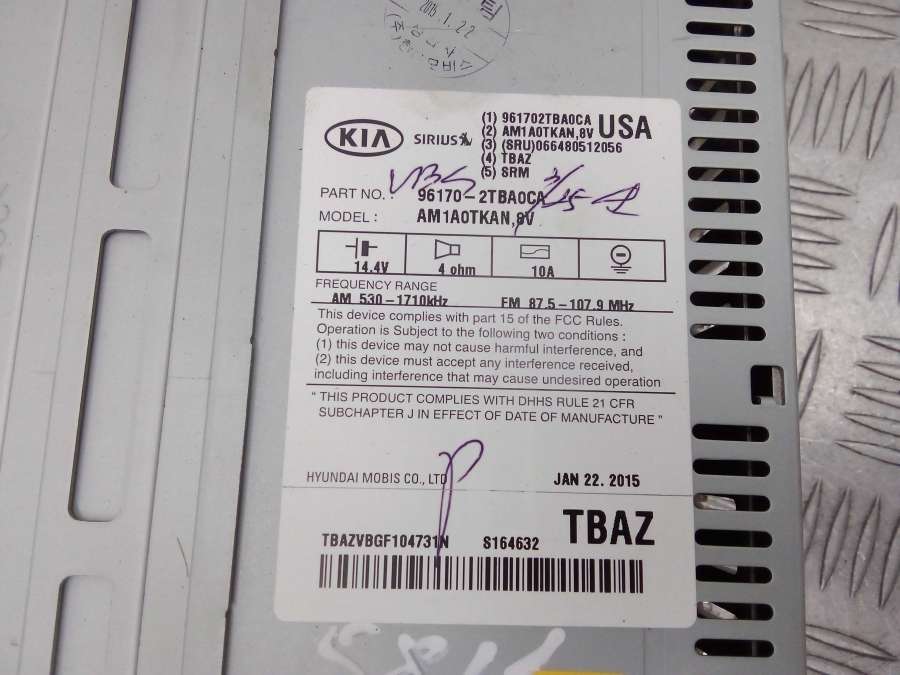 2015.1.22
KIA SIRIUS
(1) 961702TBA0CA
(2) AM1A0TKAN,8V
(3) (SRU)066480512056
(4) TBAZ
(5) SRM
USA
PART NO. : 96170-2TBA0CA
MODEL : AM1A0TKAN,8V
14.4V 4 ohm 10A
FREQUENCY RANGE
AM 530-1710kHz FM 87.5-107.9 MHz
This device complies with part 15 of the FCC Rules.
Operation is Subject to the following two conditions :
(1) this device may not cause harmful interference, and
(2) this device must accept any interference received,
including interference that may cause undesired operation
" THIS PRODUCT COMPLIES WITH DHHS RULE 21 CFR
SUBCHAPTER J IN EFFECT OF DATE OF MANUFACTURE "
HYUNDAI MOBIS CO., LTD JAN 22. 2015
TBAZVBGF104731N S164632 TBAZ